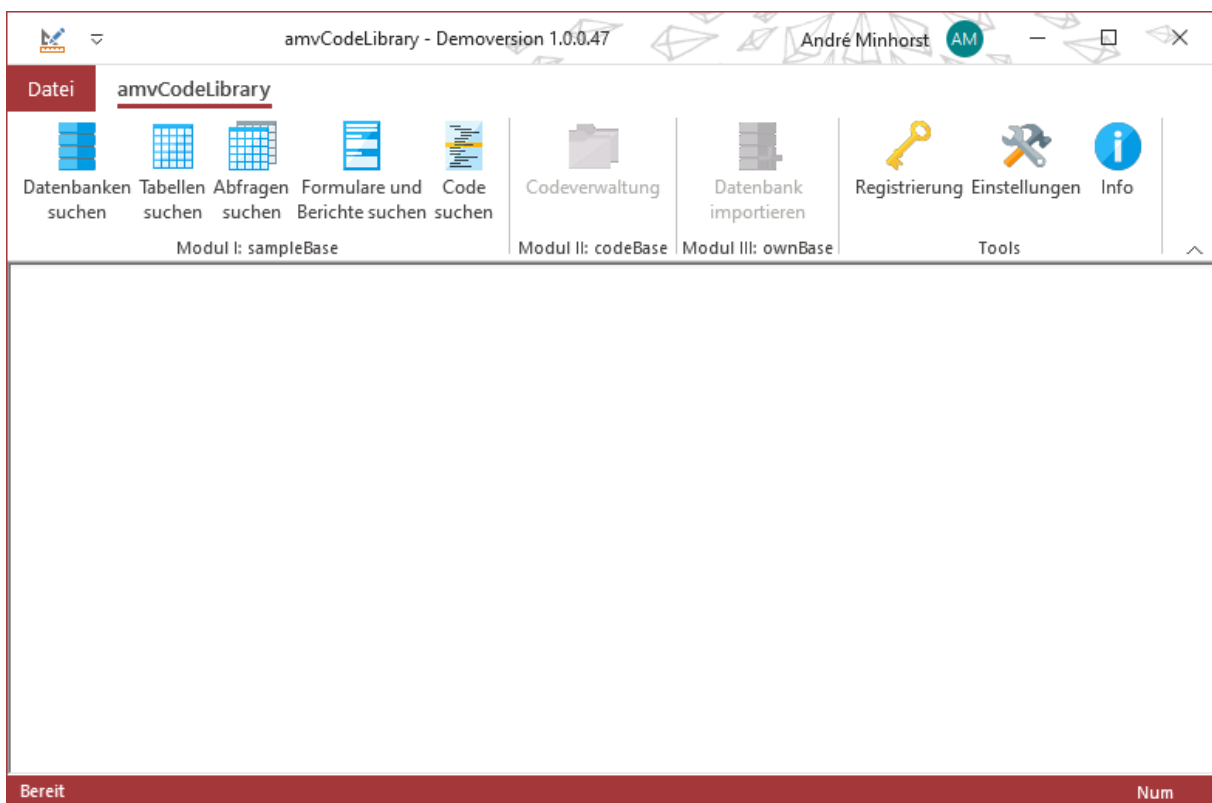 amvCodeLibrary - Demoversion 1.0.0.47
André Minhorst AM
Datei amvCodeLibrary
Datenbanken Tabellen Abfragen Formulare und Code Codeverwaltung Datenbank Registrierung Einstellungen Info
suchen suchen suchen Berichte suchen suchen importieren
Modul I: sampleBase Modul II: codeBase Modul III: ownBase Tools
Bereit Num